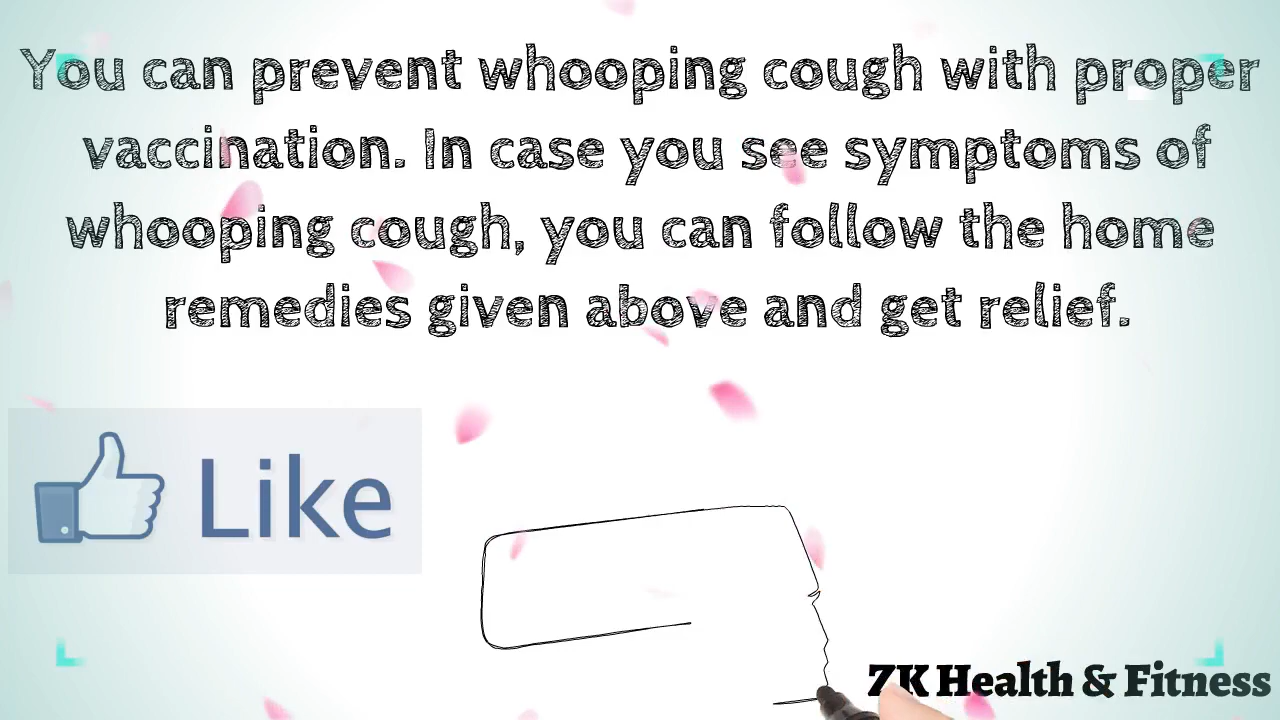 You can prevent whooping cough with proper
vaccination. In case you see symptoms of
whooping cough, you can follow the home
remedies given above and get relief.
Like
ZK Health & Fitness